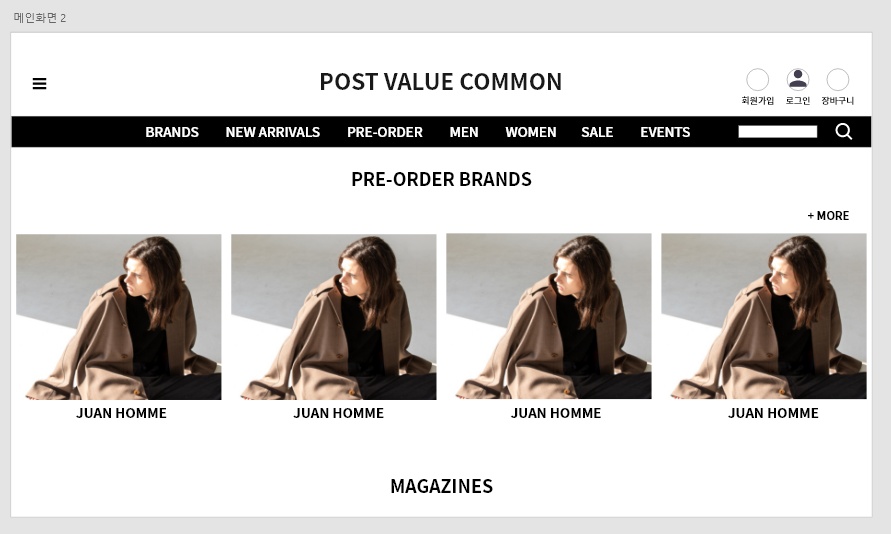 메인화면 2
POST VALUE COMMON
회원가입 로그인 장바구니
BRANDS NEW ARRIVALS PRE-ORDER MEN WOMEN SALE EVENTS
PRE-ORDER BRANDS
+ MORE
JUAN HOMME JUAN HOMME JUAN HOMME JUAN HOMME
MAGAZINES